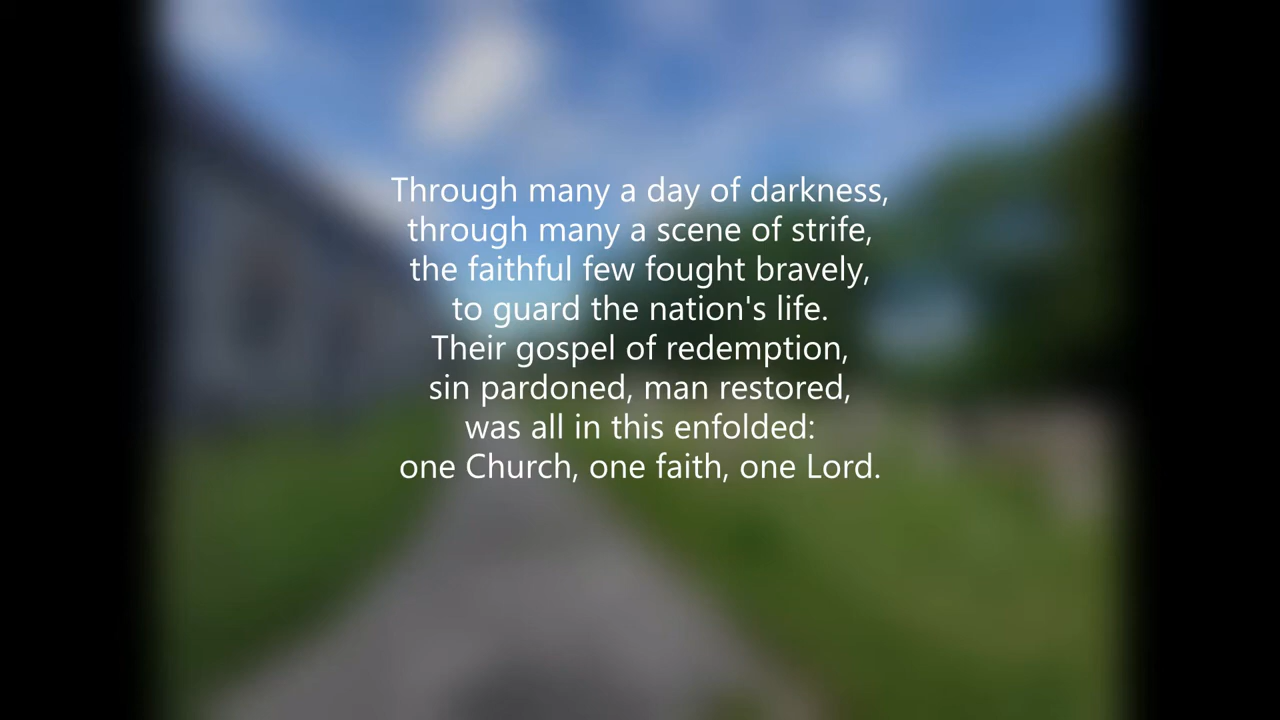 Through many a day of darkness,
through many a scene of strife,
the faithful few fought bravely,
to guard the nation's life.
Their gospel of redemption,
sin pardoned, man restored,
was all in this enfolded:
one Church, one faith, one Lord.